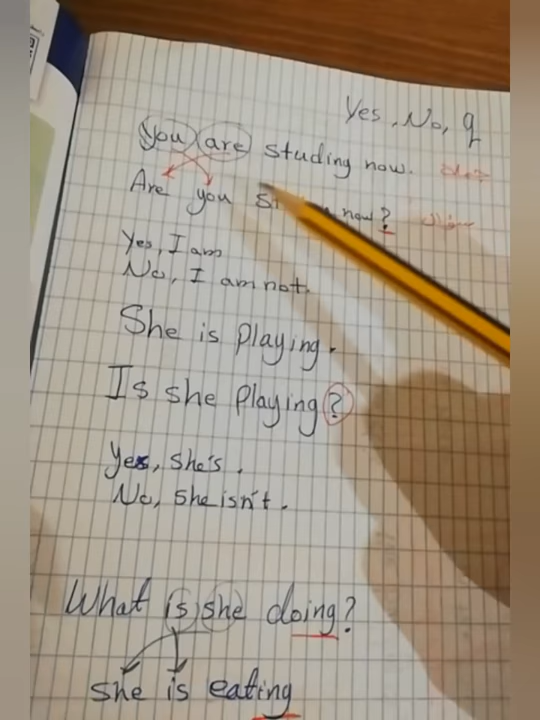 Yes, No, q
You are studing now.
Are you now?
Yes, I am
No, I am not.
She is Playing.
Is she Playing?
Yes, she's.
No, she isn't.
What is she doing?
she is eating